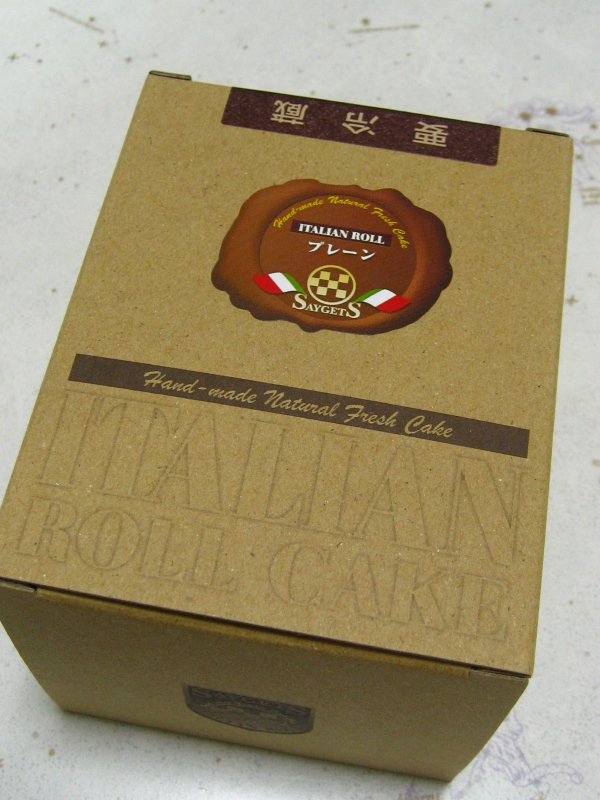 要冷蔵
Hand-made Natural Fresh Cake
ITALIAN ROLL
プレーン
SAYGETS
Hand-made Natural Fresh Cake
ITALIAN
ROLL CAKE